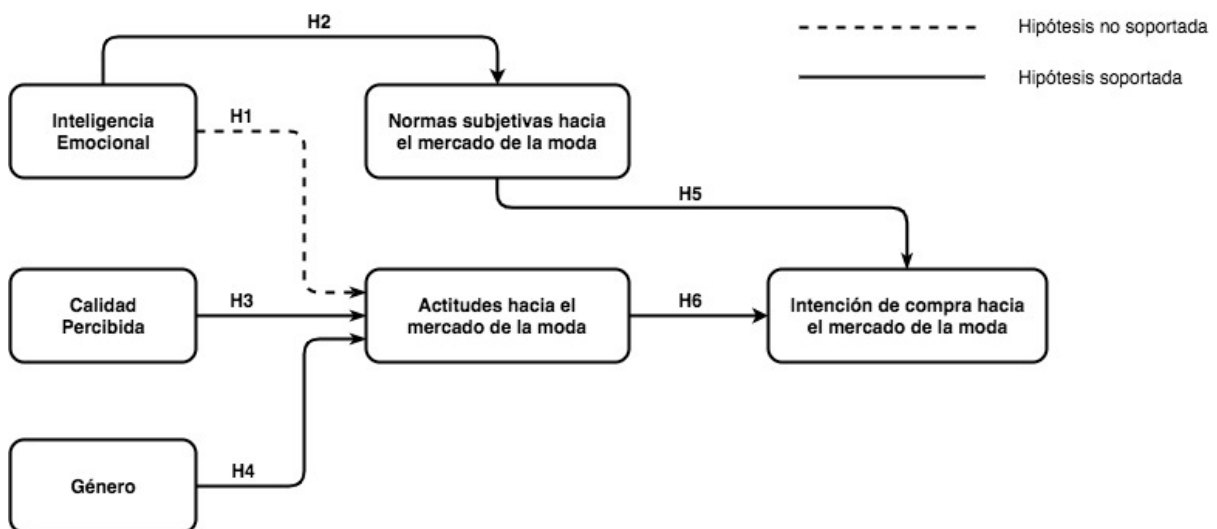 H2
Hipótesis no soportada
Hipótesis soportada
Inteligencia
Emocional
H1
Normas subjetivas hacia
el mercado de la moda
H5
Calidad
Percibida
H3
Actitudes hacia el
mercado de la moda
H6
Intención de compra hacia
el mercado de la moda
Género
H4